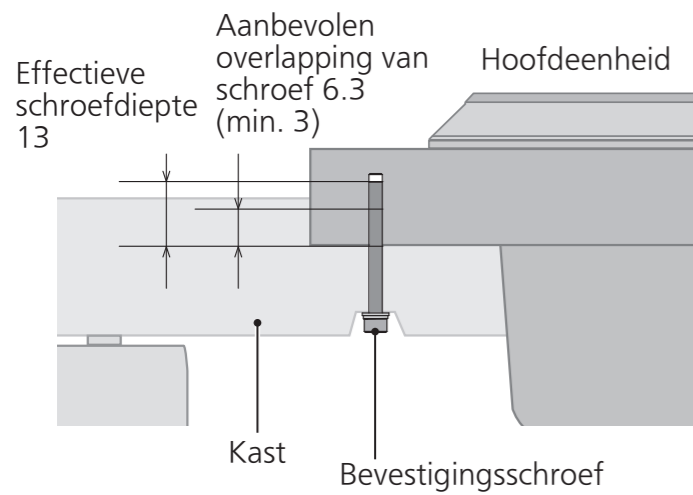 Effectieve
schroefdiepte
13
Aanbevolen
overlapping van
schroef 6.3
(min. 3)
Hoofdeenheid
Kast
Bevestigingsschroef